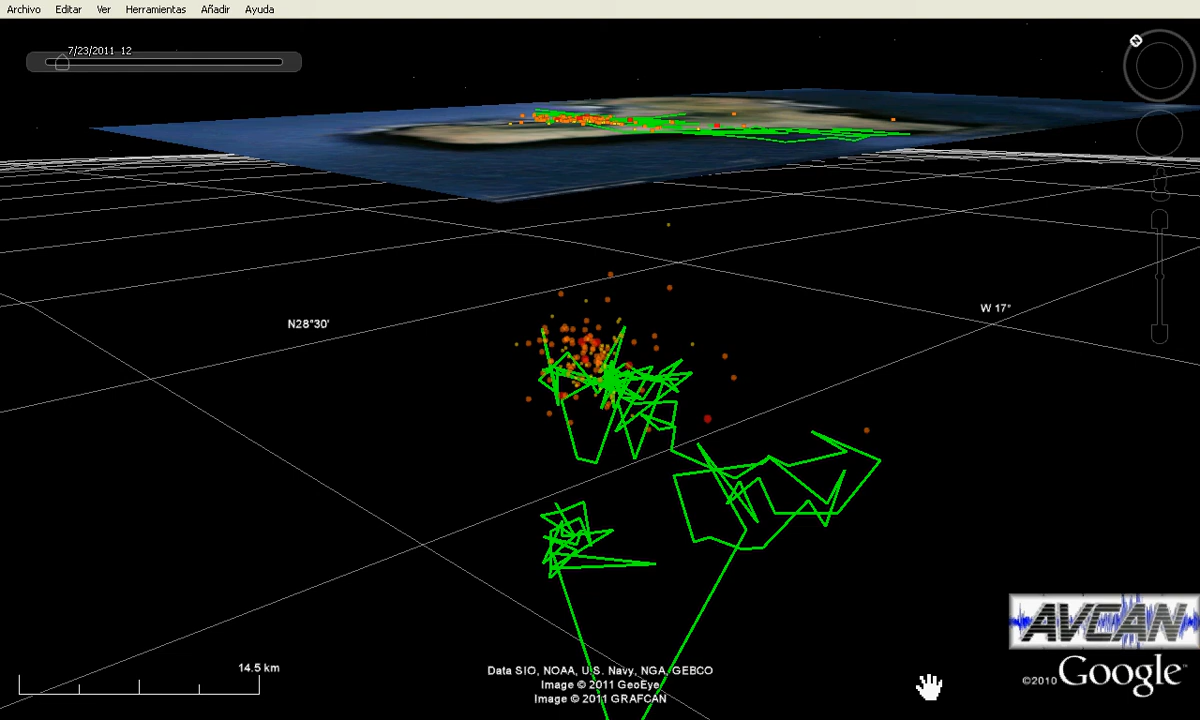 Archivo Editar Ver Herramientas Añadir Ayuda
7/23/2011 12
N28°30'
W 17°
14.5 km
Data SIO, NOAA, U.S. Navy, NGA, GEBCO
Image © 2011 GeoEye
Image © 2011 GRAFCAN
AVCAN
©2010 Google™